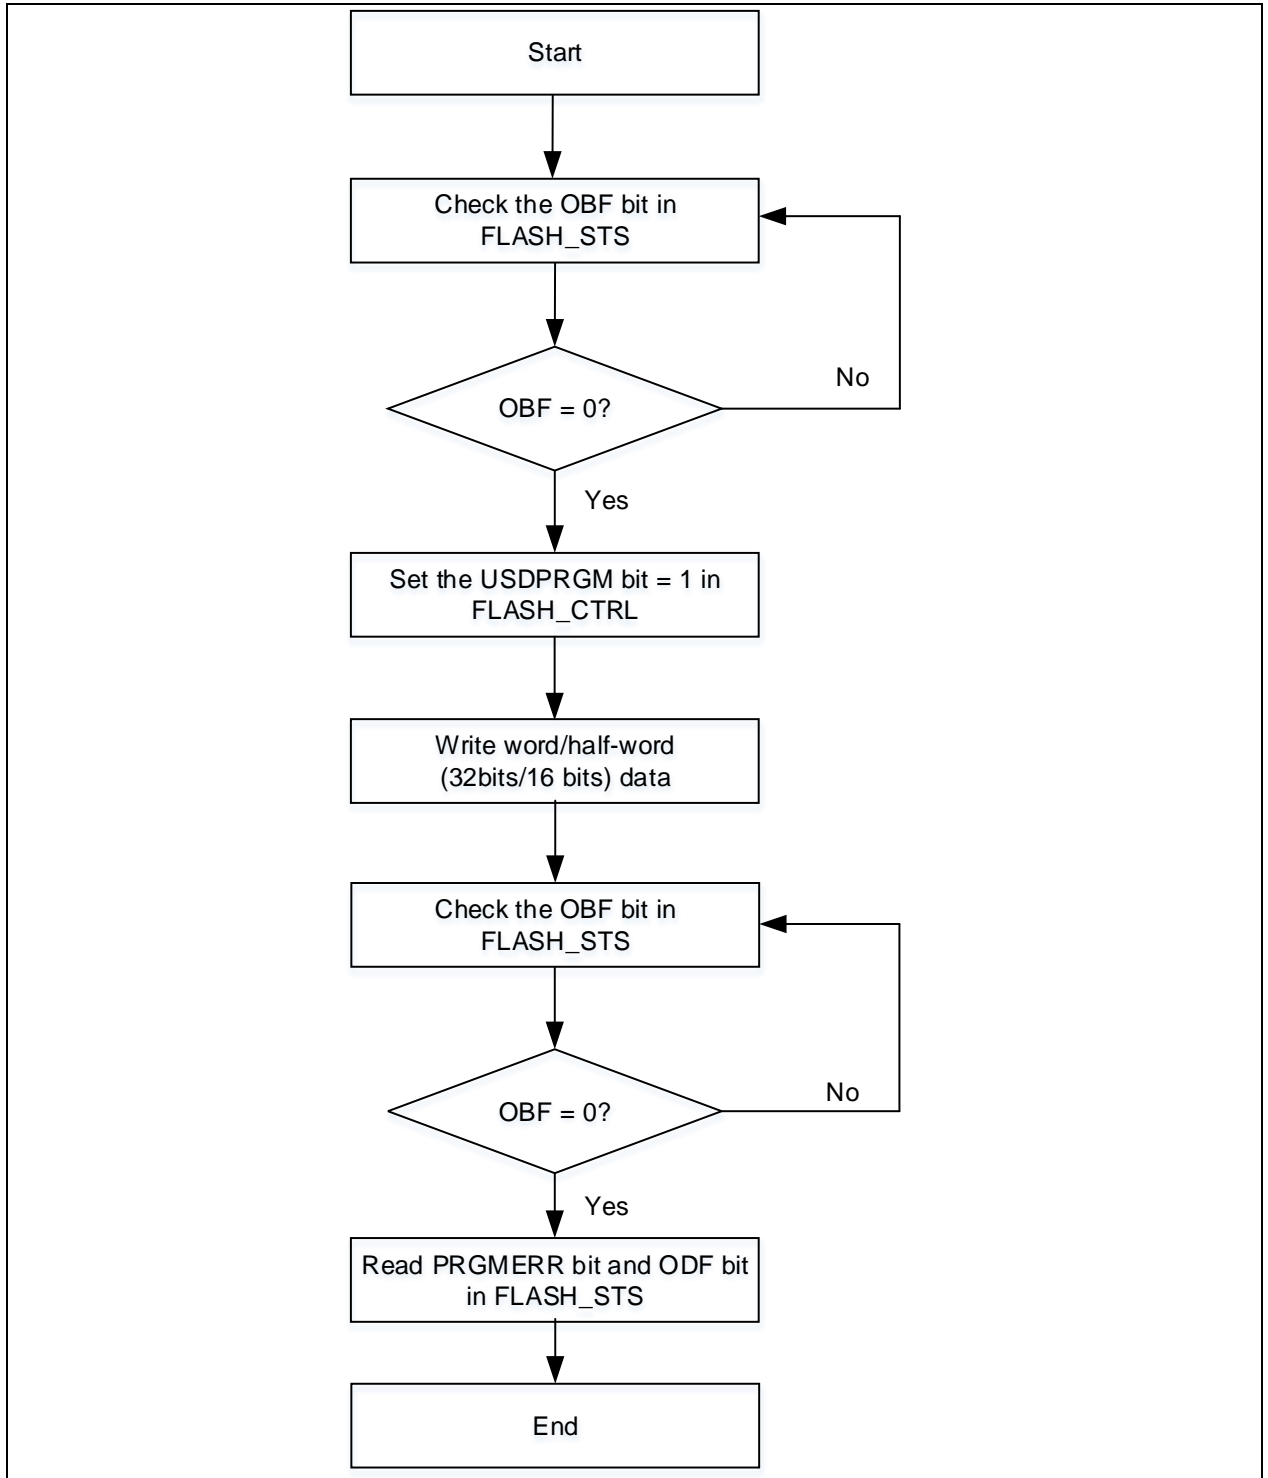 Start
Check the OBF bit in
FLASH_STS
No
OBF = 0?
Yes
Set the USDPRGM bit = 1 in
FLASH_CTRL
Write word/half-word
(32bits/16 bits) data
Check the OBF bit in
FLASH_STS
No
OBF = 0?
Yes
Read PRGMERR bit and ODF bit
in FLASH_STS
End